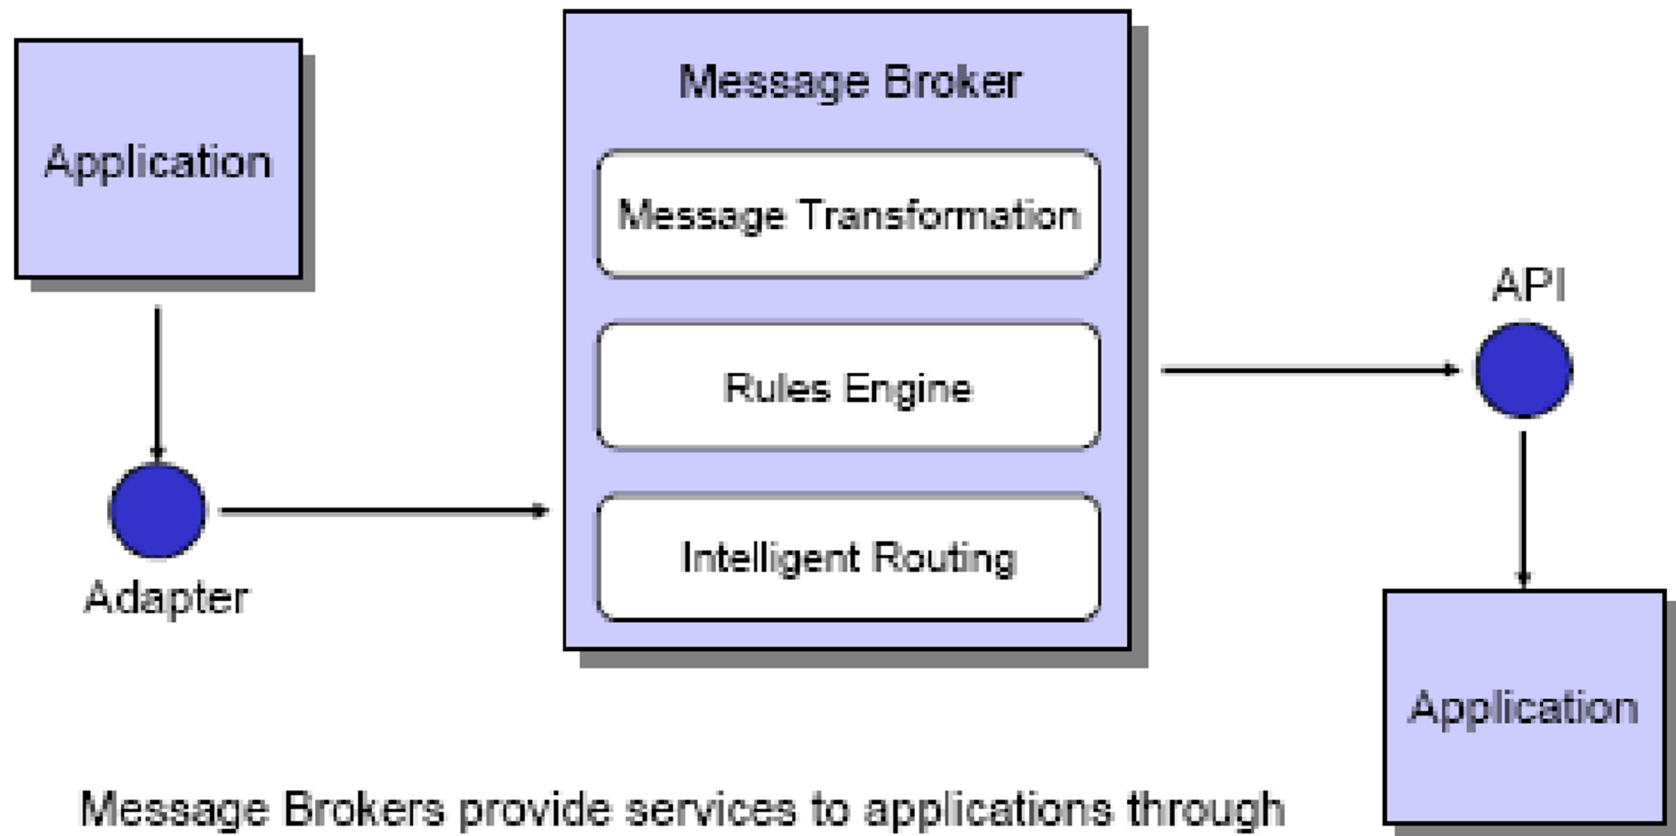 Message Broker
Application
Message Transformation
API
Rules Engine
Intelligent Routing
Adapter
Application
Message Brokers provide services to applications through